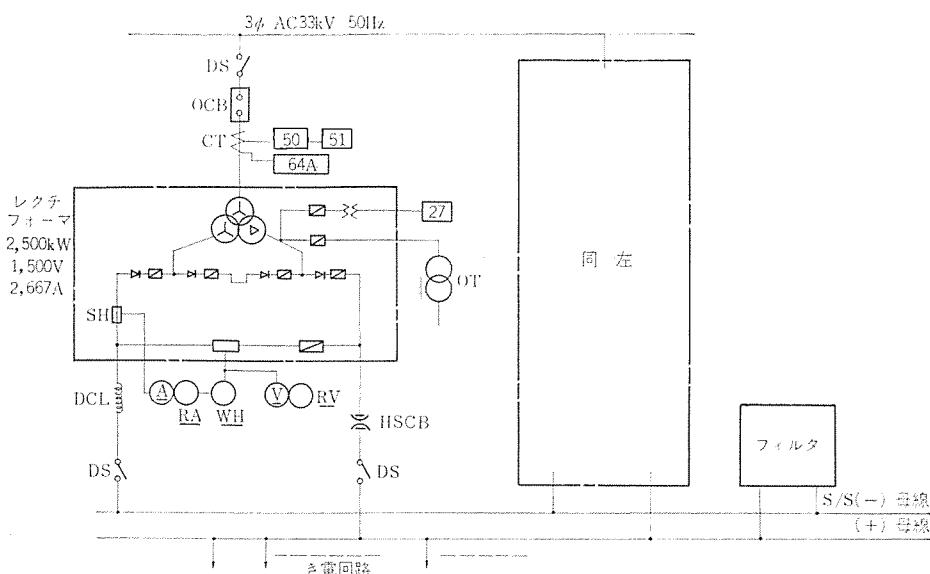 3φ AC33kV 50Hz
DS
OCB
CT
50
51
64A
レクチ
フォーマ
2,500kW
1,500V
2,667A
27
OT
SH
同左
DCL
A
RA
WH
V
RV
HSCB
DS
DS
フィルタ
S/S(-)母線
(+)母線
き電回路